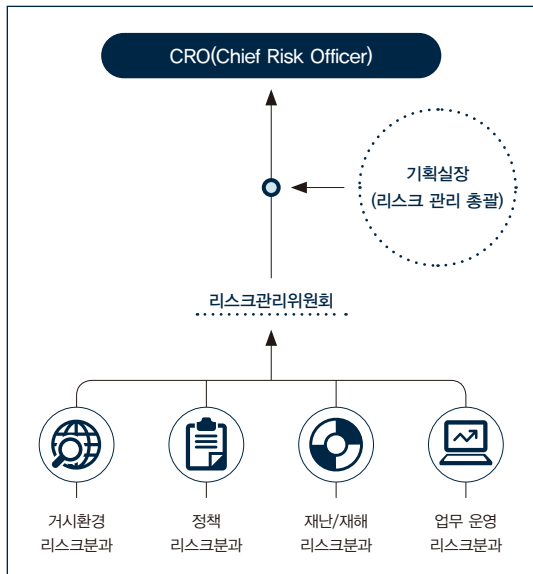 CRO(Chief Risk Officer)
기획실장
(리스크 관리 총괄)
리스크관리위원회
거시환경
리스크분과
정책
리스크분과
재난/재해
리스크분과
업무 운영
리스크분과